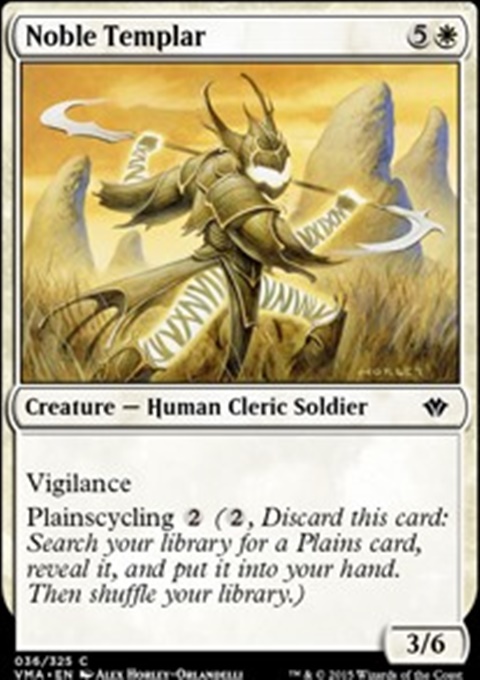 Noble Templar 5
HORLEY
Creature — Human Cleric Soldier
Vigilance
Plainscycling 2 (2, Discard this card:
Search your library for a Plains card,
reveal it, and put it into your hand.
Then shuffle your library.)
3/6
036/325 C
VMA • EN Alex Horley-Orlandelli ™ & © 2015 Wizards of the Coast